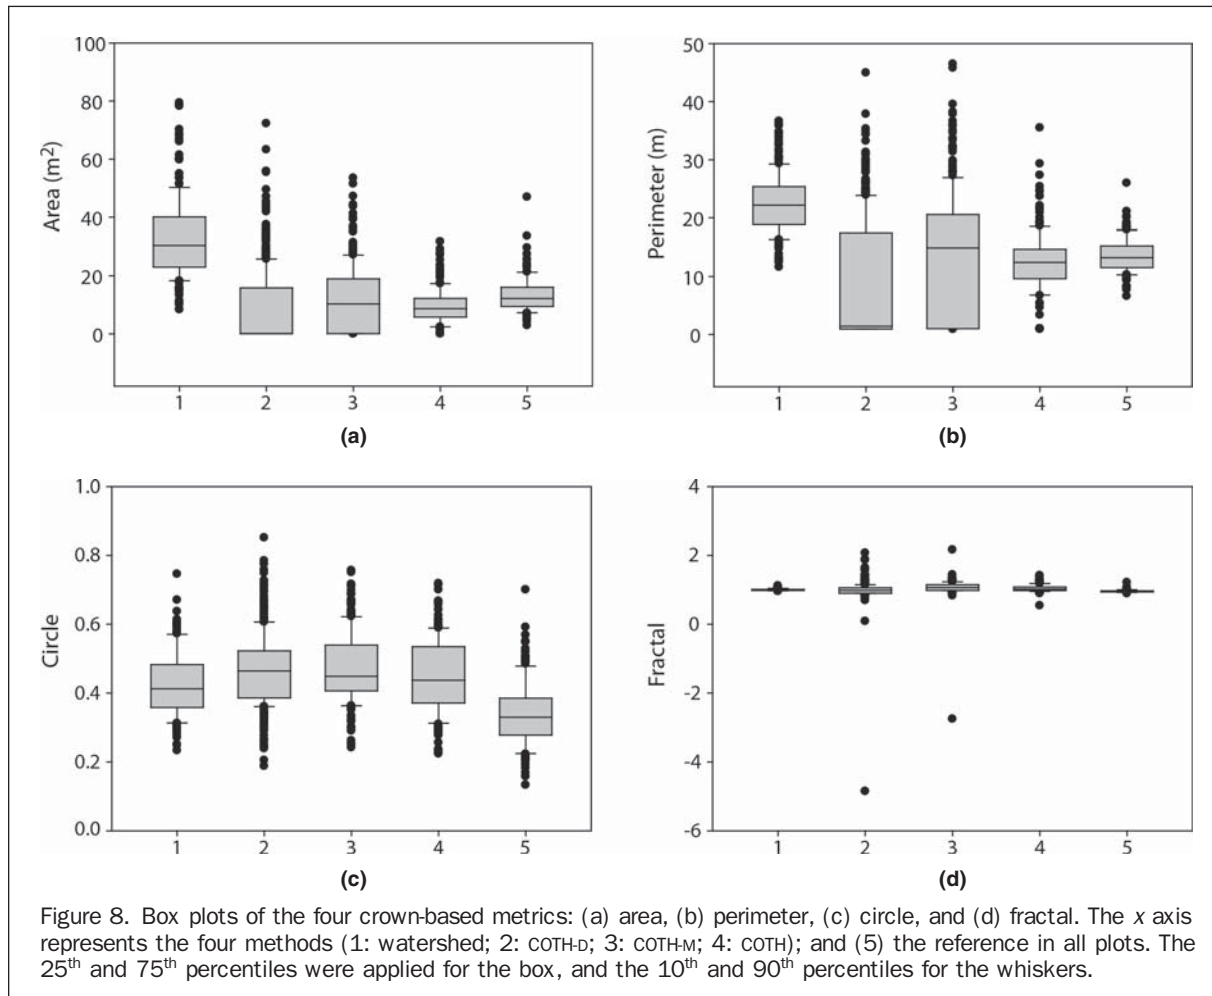 100
80
60
40
20
0
Area (m²)
1 2 3 4 5
(a)
50
40
30
20
10
0
Perimeter (m)
1 2 3 4 5
(b)
1.0
0.8
0.6
0.4
0.2
0.0
Circle
1 2 3 4 5
(c)
4
2
0
-2
-4
-6
Fractal
1 2 3 4 5
(d)
Figure 8. Box plots of the four crown-based metrics: (a) area, (b) perimeter, (c) circle, and (d) fractal. The x axis
represents the four methods (1: watershed; 2: COTH-D; 3: COTH-M; 4: COTH); and (5) the reference in all plots. The
25th and 75th percentiles were applied for the box, and the 10th and 90th percentiles for the whiskers.